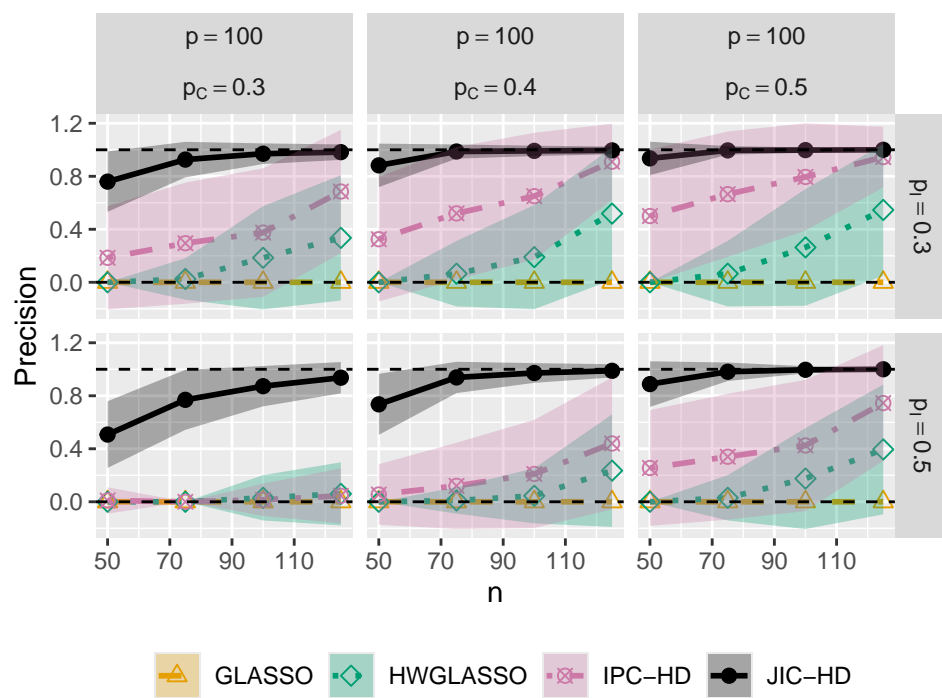 p = 100 p = 100 p = 100
p_C = 0.3 p_C = 0.4 p_C = 0.5
1.2
0.8
0.4
0.0
p_I = 0.3
Precision
1.2
0.8
0.4
0.0
p_I = 0.5
50 70 90 110 50 70 90 110 50 70 90 110
n
GLASSO HWGLASSO IPC−HD JIC−HD